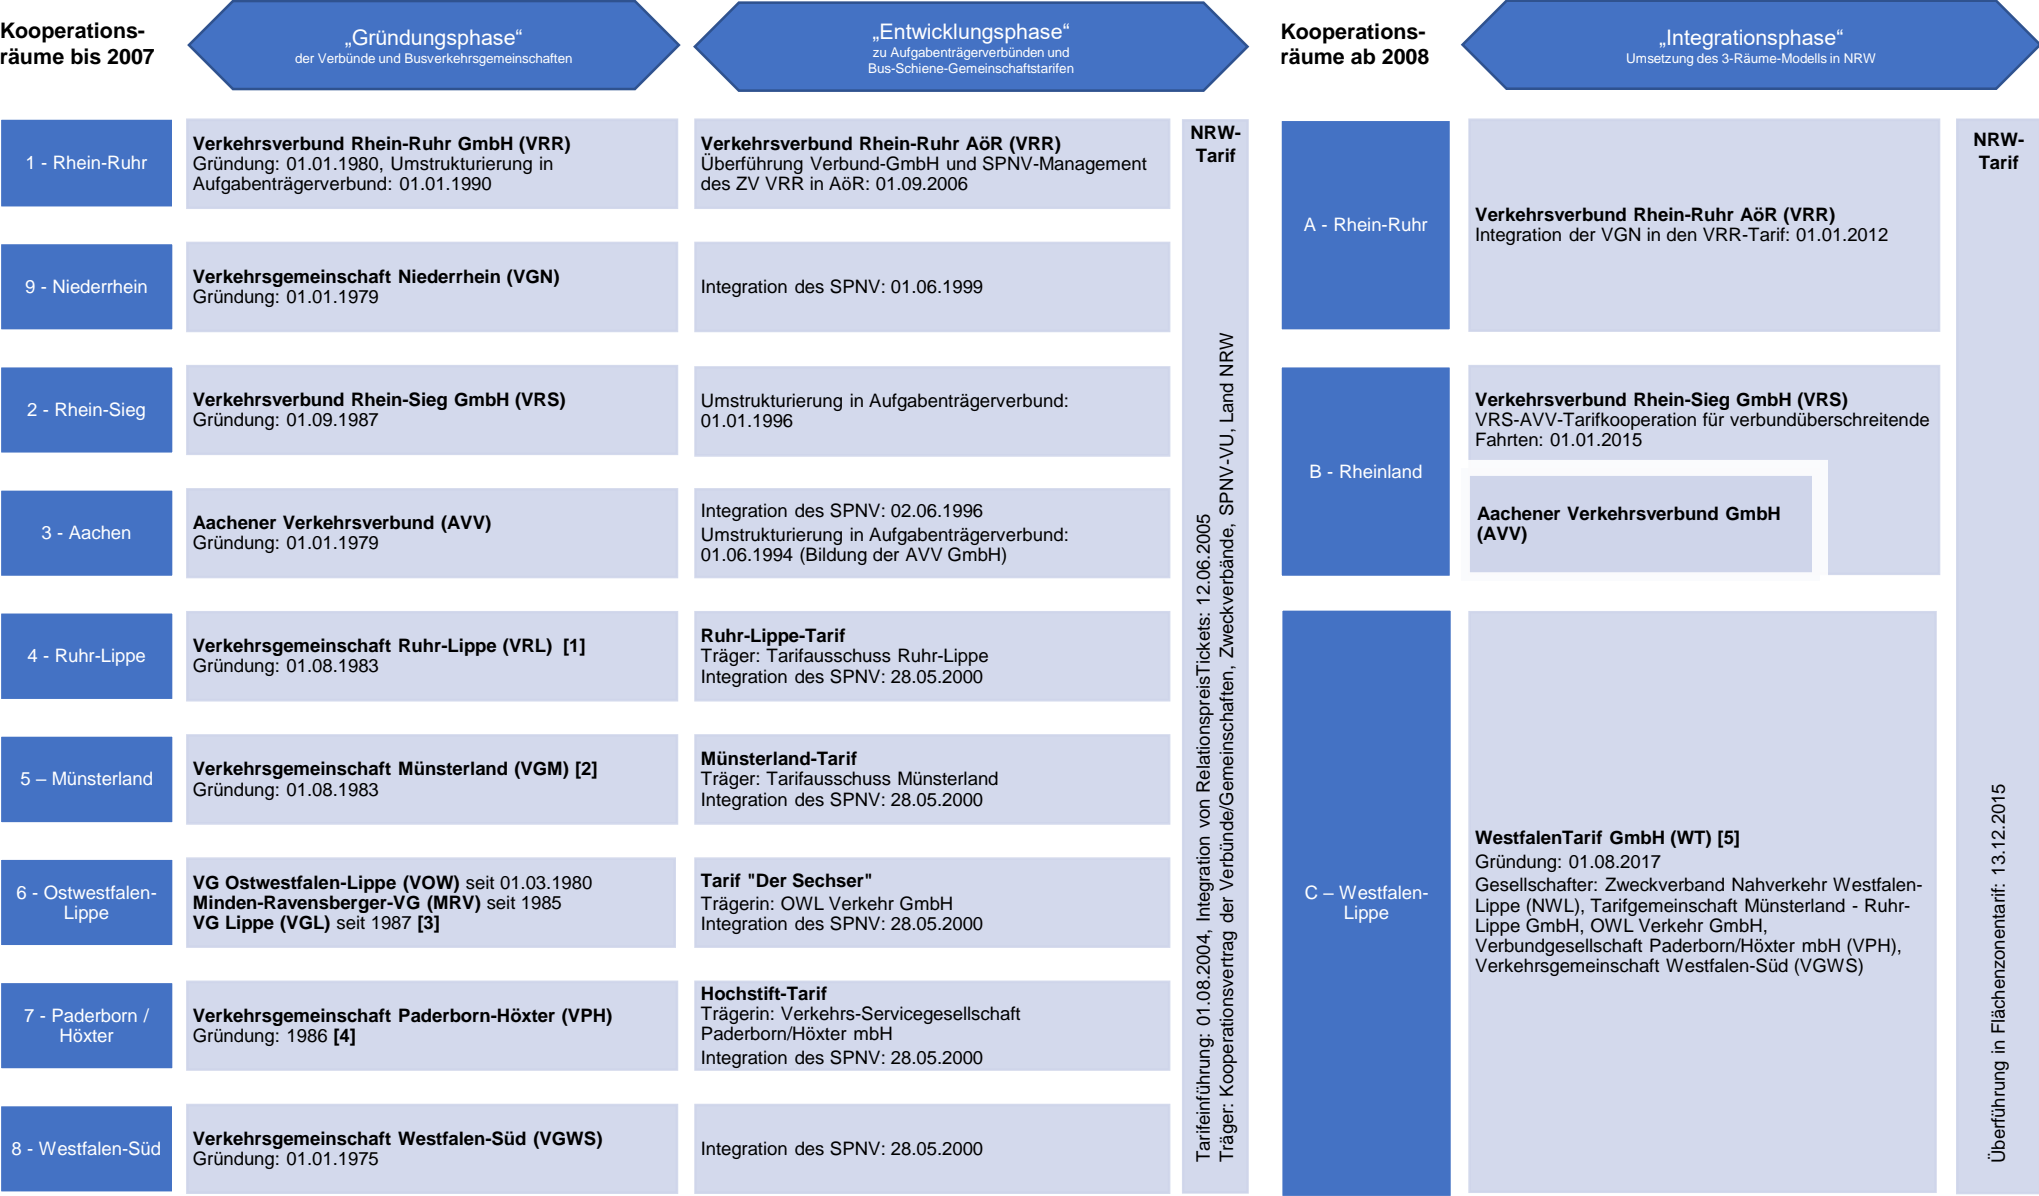 Kooperations-
räume bis 2007
„Gründungsphase“
der Verbünde und Busverkehrsgemeinschaften
„Entwicklungsphase“
zu Aufgabenträgerverbünden und
Bus-Schiene-Gemeinschaftstarifen
Kooperations-
räume ab 2008
„Integrationsphase“
Umsetzung des 3-Räume-Modells in NRW
1 - Rhein-Ruhr
Verkehrsverbund Rhein-Ruhr GmbH (VRR)
Gründung: 01.01.1980, Umstrukturierung in
Aufgabenträgerverbund: 01.01.1990
Verkehrsverbund Rhein-Ruhr AöR (VRR)
Überführung Verbund-GmbH und SPNV-Management
des ZV VRR in AöR: 01.09.2006
9 - Niederrhein
Verkehrsgemeinschaft Niederrhein (VGN)
Gründung: 01.01.1979
Integration des SPNV: 01.06.1999
2 - Rhein-Sieg
Verkehrsverbund Rhein-Sieg GmbH (VRS)
Gründung: 01.09.1987
Umstrukturierung in Aufgabenträgerverbund:
01.01.1996
3 - Aachen
Aachener Verkehrsverbund (AVV)
Gründung: 01.01.1979
Integration des SPNV: 02.06.1996
Umstrukturierung in Aufgabenträgerverbund:
01.06.1994 (Bildung der AVV GmbH)
4 - Ruhr-Lippe
Verkehrsgemeinschaft Ruhr-Lippe (VRL) [1]
Gründung: 01.08.1983
Ruhr-Lippe-Tarif
Träger: Tarifausschuss Ruhr-Lippe
Integration des SPNV: 28.05.2000
5 – Münsterland
Verkehrsgemeinschaft Münsterland (VGM) [2]
Gründung: 01.08.1983
Münsterland-Tarif
Träger: Tarifausschuss Münsterland
Integration des SPNV: 28.05.2000
6 - Ostwestfalen-
Lippe
VG Ostwestfalen-Lippe (VOW) seit 01.03.1980
Minden-Ravensberger-VG (MRV) seit 1985
VG Lippe (VGL) seit 1987 [3]
Tarif "Der Sechser"
Trägerin: OWL Verkehr GmbH
Integration des SPNV: 28.05.2000
7 - Paderborn /
Höxter
Verkehrsgemeinschaft Paderborn-Höxter (VPH)
Gründung: 1986 [4]
Hochstift-Tarif
Trägerin: Verkehrs-Servicegesellschaft
Paderborn/Höxter mbH
Integration des SPNV: 28.05.2000
8 - Westfalen-Süd
Verkehrsgemeinschaft Westfalen-Süd (VGWS)
Gründung: 01.01.1975
Integration des SPNV: 28.05.2000
NRW-
Tarif
Tarifeinführung: 01.08.2004, Integration von RelationspreisTickets: 12.06.2005
Träger: Kooperationsvertrag der Verbünde/Gemeinschaften, Zweckverbände, SPNV-VU, Land NRW
A - Rhein-Ruhr
Verkehrsverbund Rhein-Ruhr AöR (VRR)
Integration der VGN in den VRR-Tarif: 01.01.2012
B - Rheinland
Verkehrsverbund Rhein-Sieg GmbH (VRS)
VRS-AVV-Tarifkooperation für verbundüberschreitende
Fahrten: 01.01.2015
Aachener Verkehrsverbund GmbH
(AVV)
C – Westfalen-
Lippe
WestfalenTarif GmbH (WT) [5]
Gründung: 01.08.2017
Gesellschafter: Zweckverband Nahverkehr Westfalen-
Lippe (NWL), Tarifgemeinschaft Münsterland - Ruhr-
Lippe GmbH, OWL Verkehr GmbH,
Verbundgesellschaft Paderborn/Höxter mbH (VPH),
Verkehrsgemeinschaft Westfalen-Süd (VGWS)
NRW-
Tarif
Überführung in Flächenzonentarif: 13.12.2015